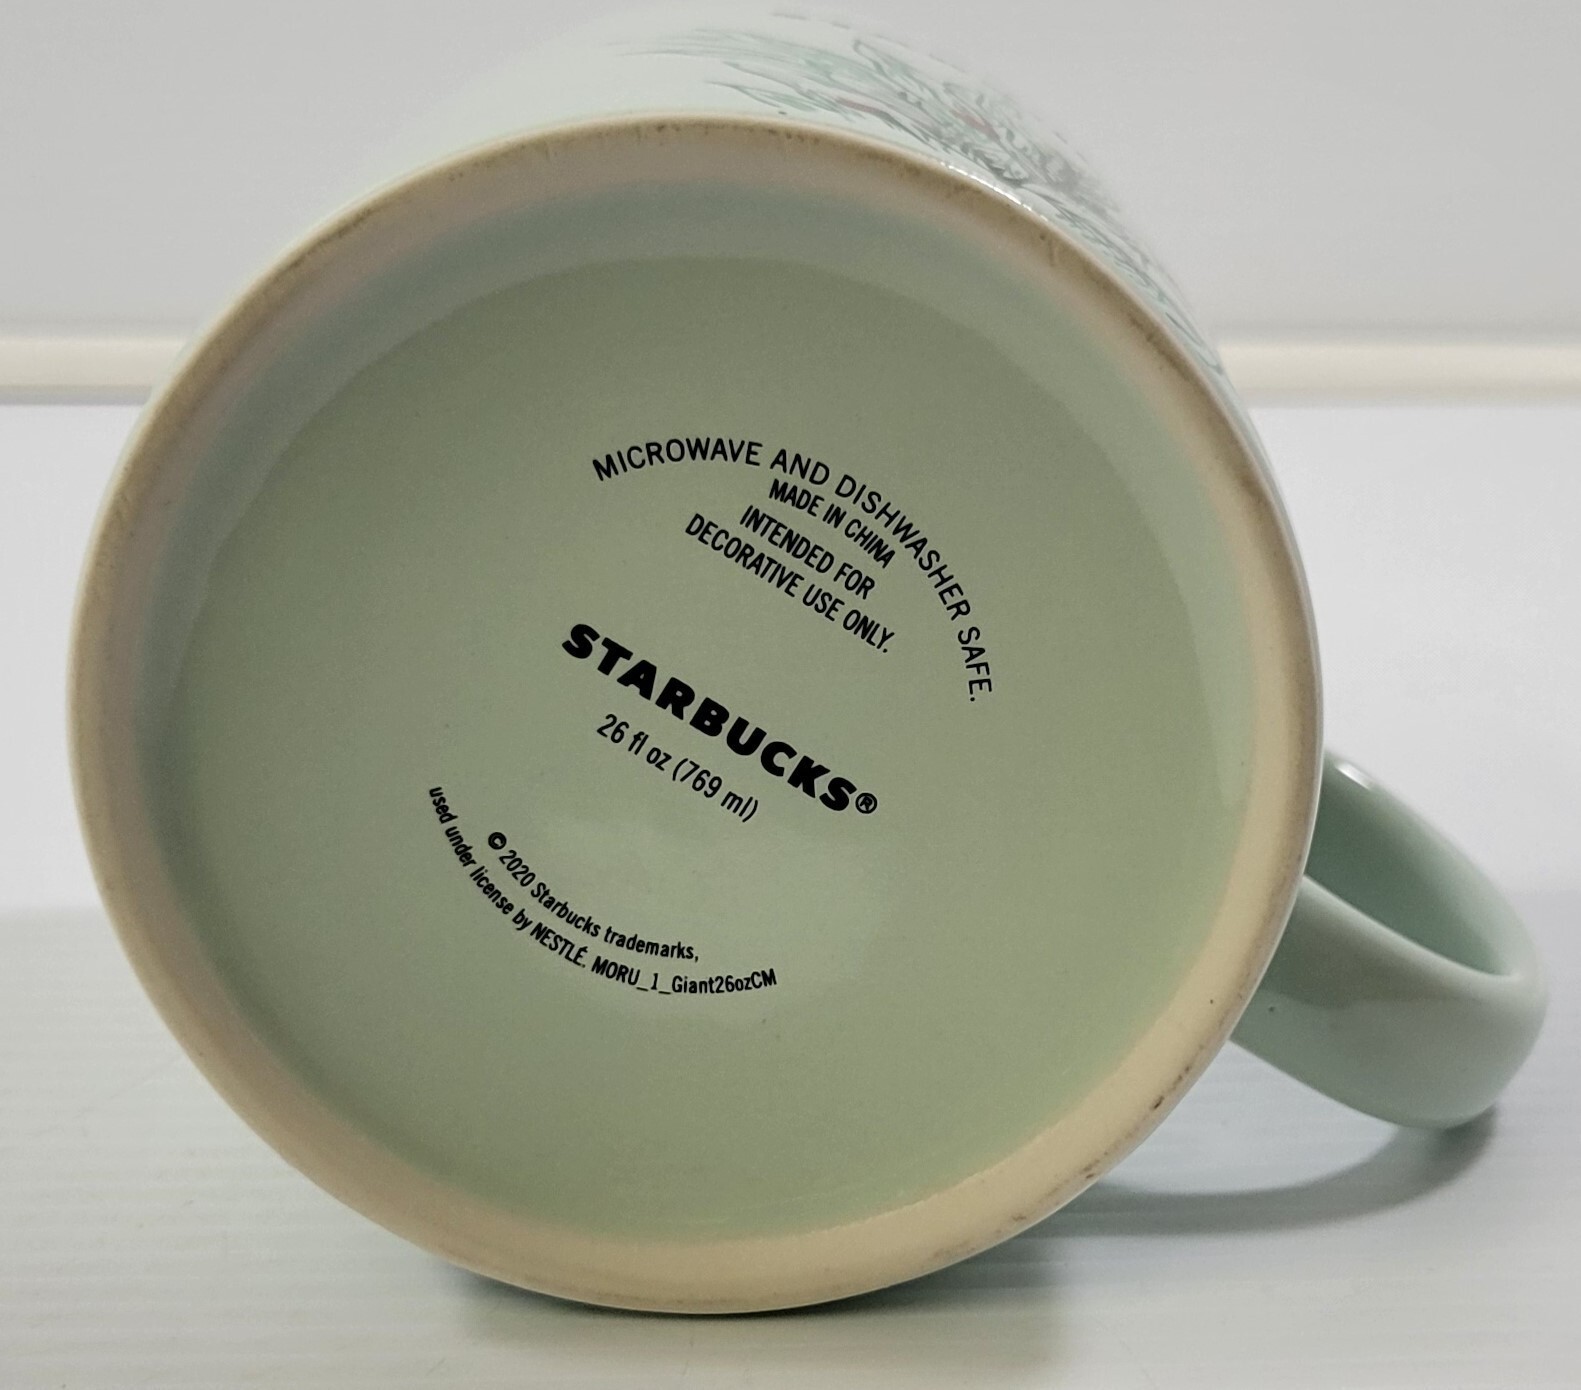 MICROWAVE AND DISHWASHER SAFE.
MADE IN CHINA
INTENDED FOR
DECORATIVE USE ONLY.
STARBUCKS®
26 fl oz (769 ml)
© 2020 Starbucks trademarks,
used under license by NESTLÉ. MORU_1_Giant26ozCM